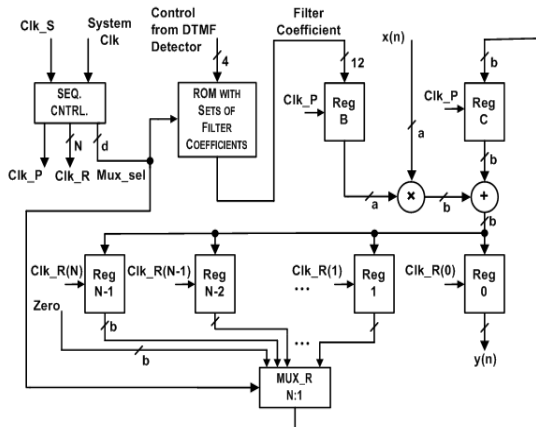 Clk_S
System
Clk
Control
from DTMF
Detector
Filter
Coefficient
x(n)
4
12
b
SEQ.
CNTRL.
ROM WITH
SETS OF
FILTER
COEFFICIENTS
Clk_P
Reg
B
Clk_P
Reg
C
a
N
d
b
Clk_P
Clk_R
Mux_sel
a
×
b
+
b
Clk_R(N)
Reg
N-1
Clk_R(N-1)
Reg
N-2
Clk_R(1)
...
Reg
1
Clk_R(0)
Reg
0
Zero
b
b
...
y(n)
MUX_R
N:1